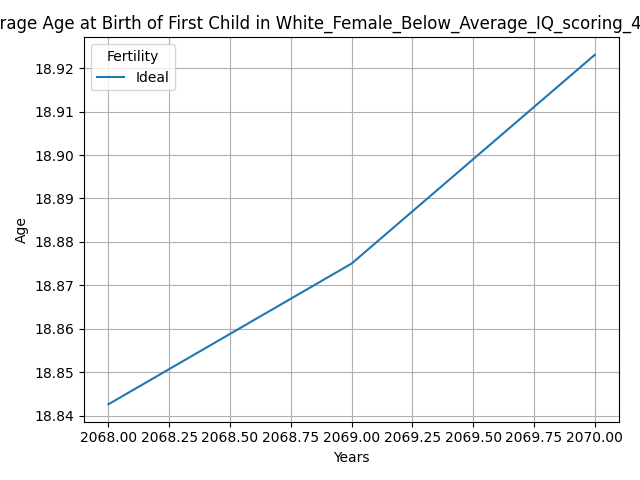 rage Age at Birth of First Child in White_Female_Below_Average_IQ_scoring_4
Fertility
Ideal
18.92
18.91
18.90
18.89
18.88
18.87
18.86
18.85
18.84
Age
2068.00 2068.25 2068.50 2068.75 2069.00 2069.25 2069.50 2069.75 2070.00
Years